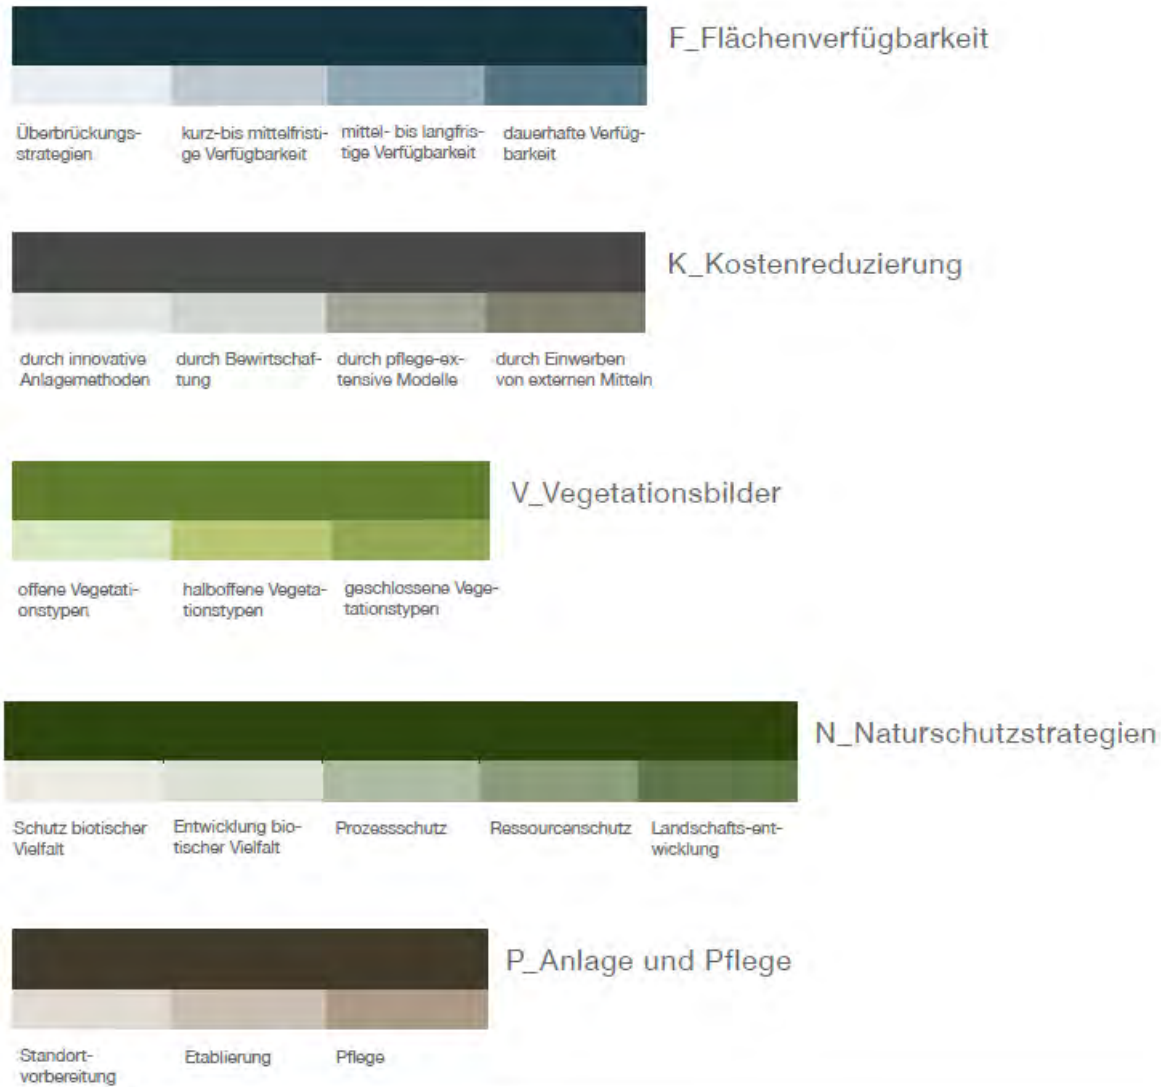 F_Flächenverfügbarkeit
Überbrückungs-
strategien
kurz-bis mittelfristi-
ge Verfügbarkeit
mittel- bis langfris-
tige Verfügbarkeit
dauerhafte Verfüg-
barkeit
K_Kostenreduzierung
durch innovative
Anlagemethoden
durch Bewirtschaf-
tung
durch pflege-ex-
tensive Modelle
durch Einwerben
von externen Mitteln
V_Vegetationsbilder
offene Vegetati-
onstypen
halboffene Vegeta-
tionstypen
geschlossene Vege-
tationstypen
N_Naturschutzstrategien
Schutz biotischer
Vielfalt
Entwicklung bio-
tischer Vielfalt
Prozessschutz
Ressourcenschutz
Landschafts-ent-
wicklung
P_Anlage und Pflege
Standort-
vorbereitung
Etablierung
Pflege